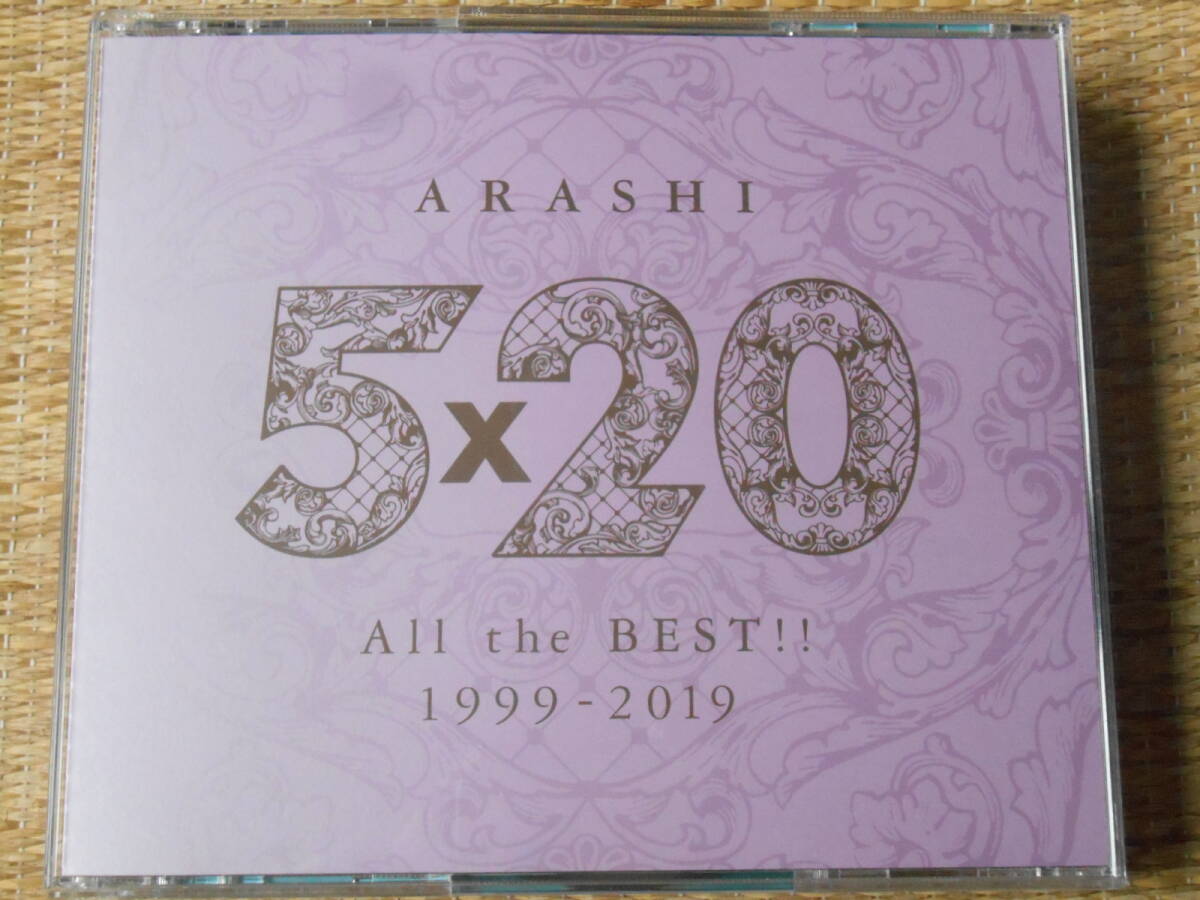 ARASHI
5x20
All the BEST!!
1999-2019